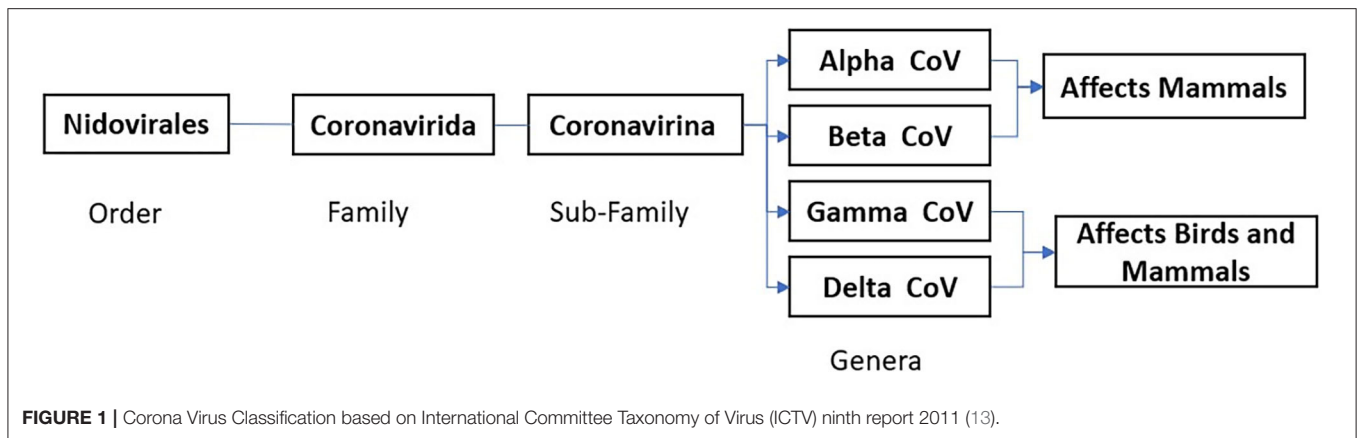 Nidovirales
Order
Coronavirida
Family
Coronavirina
Sub-Family
Alpha CoV
Beta CoV
Gamma CoV
Delta CoV
Genera
Affects Mammals
Affects Birds and
Mammals
FIGURE 1 | Corona Virus Classification based on International Committee Taxonomy of Virus (ICTV) ninth report 2011 (13).